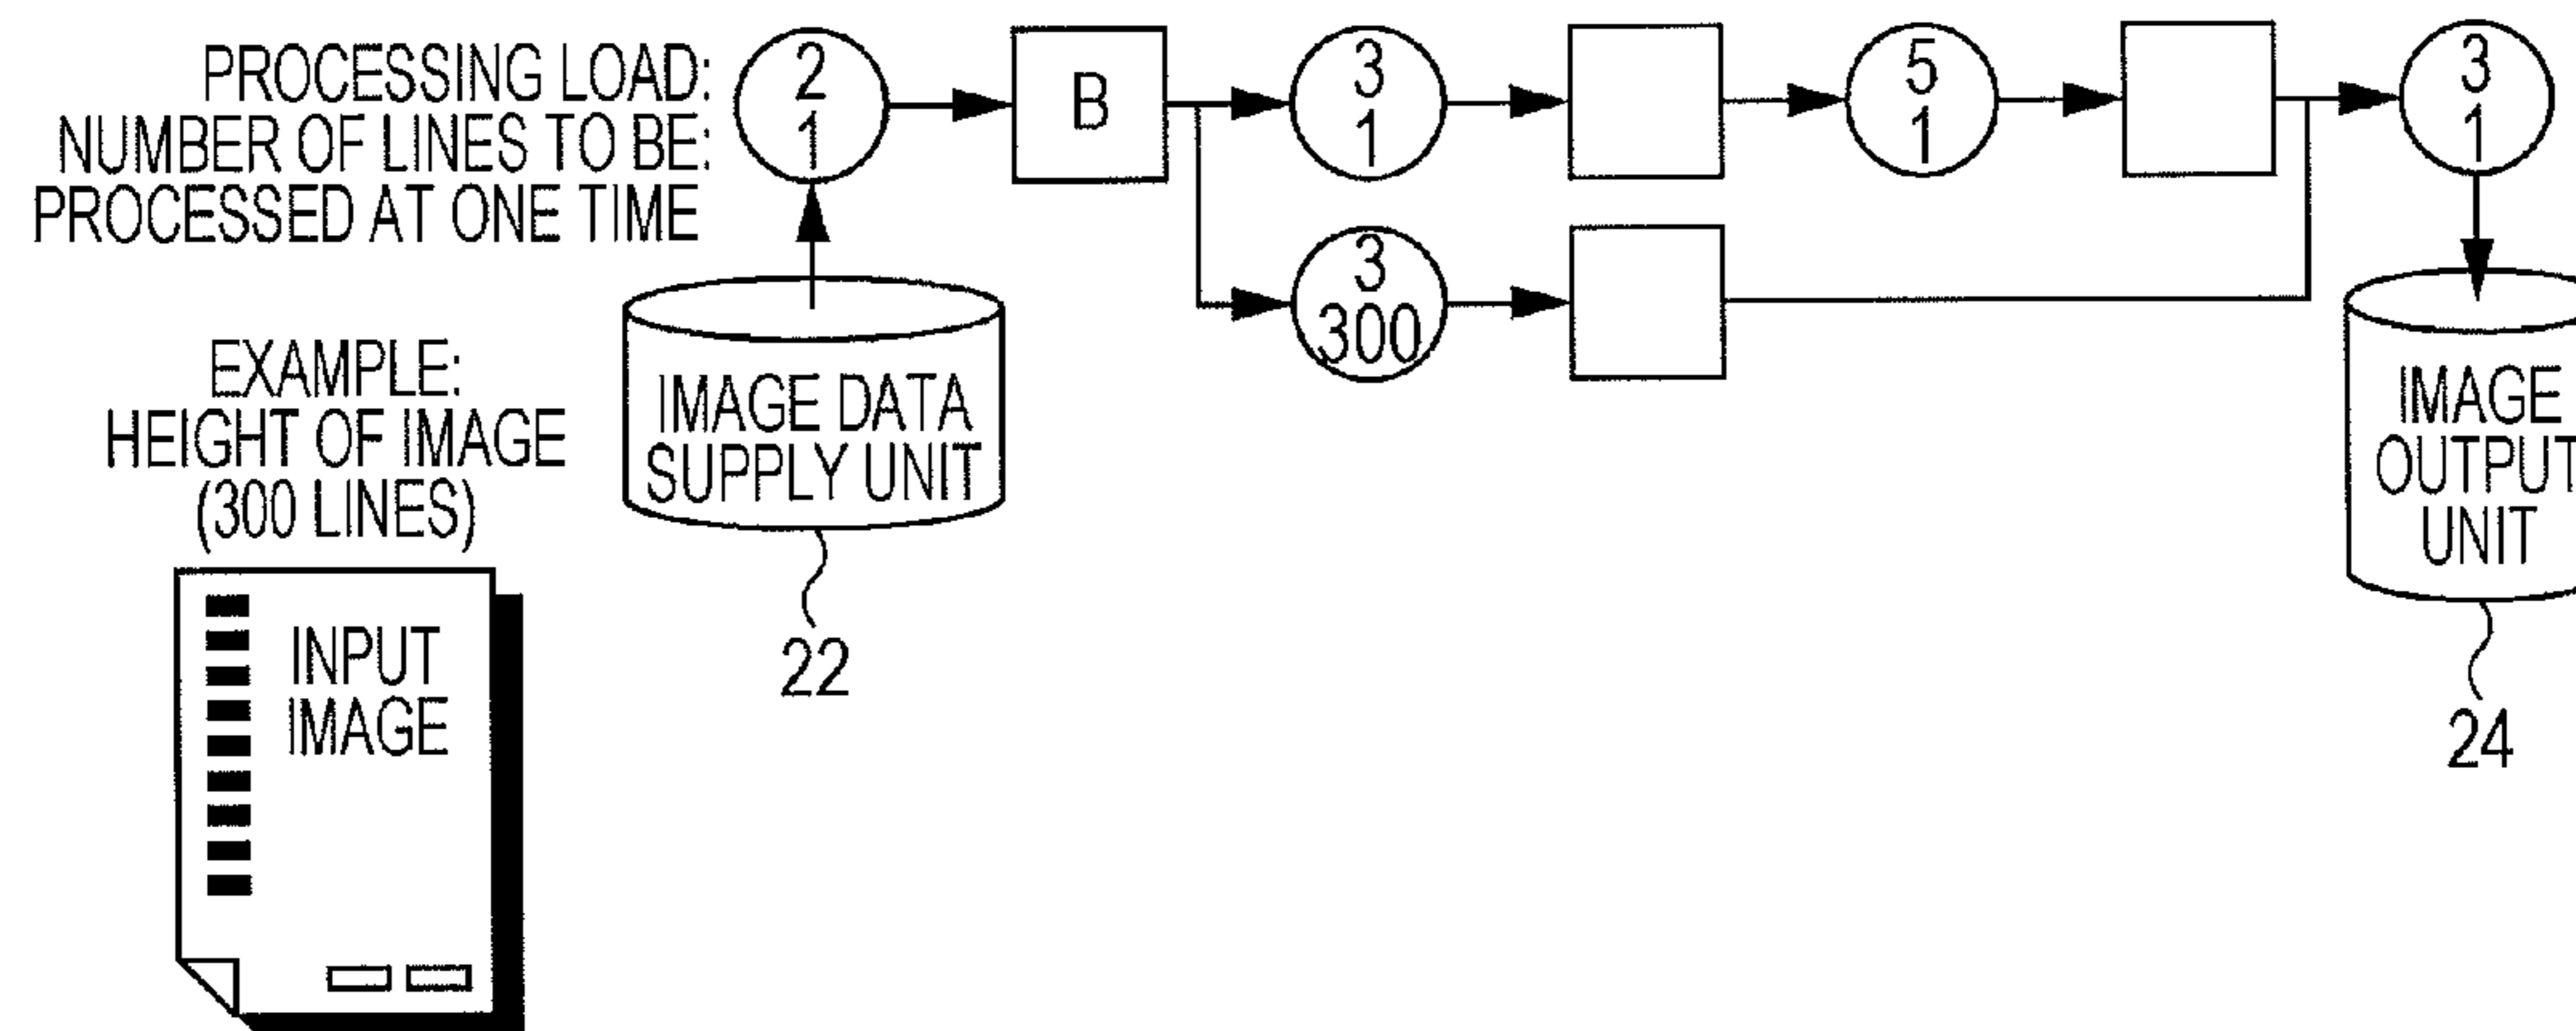 PROCESSING LOAD:
NUMBER OF LINES TO BE:
PROCESSED AT ONE TIME
2
1
B
3
1
5
1
3
1
3
300
EXAMPLE:
HEIGHT OF IMAGE
(300 LINES)
INPUT
IMAGE
IMAGE DATA
SUPPLY UNIT
22
IMAGE
OUTPUT
UNIT
24